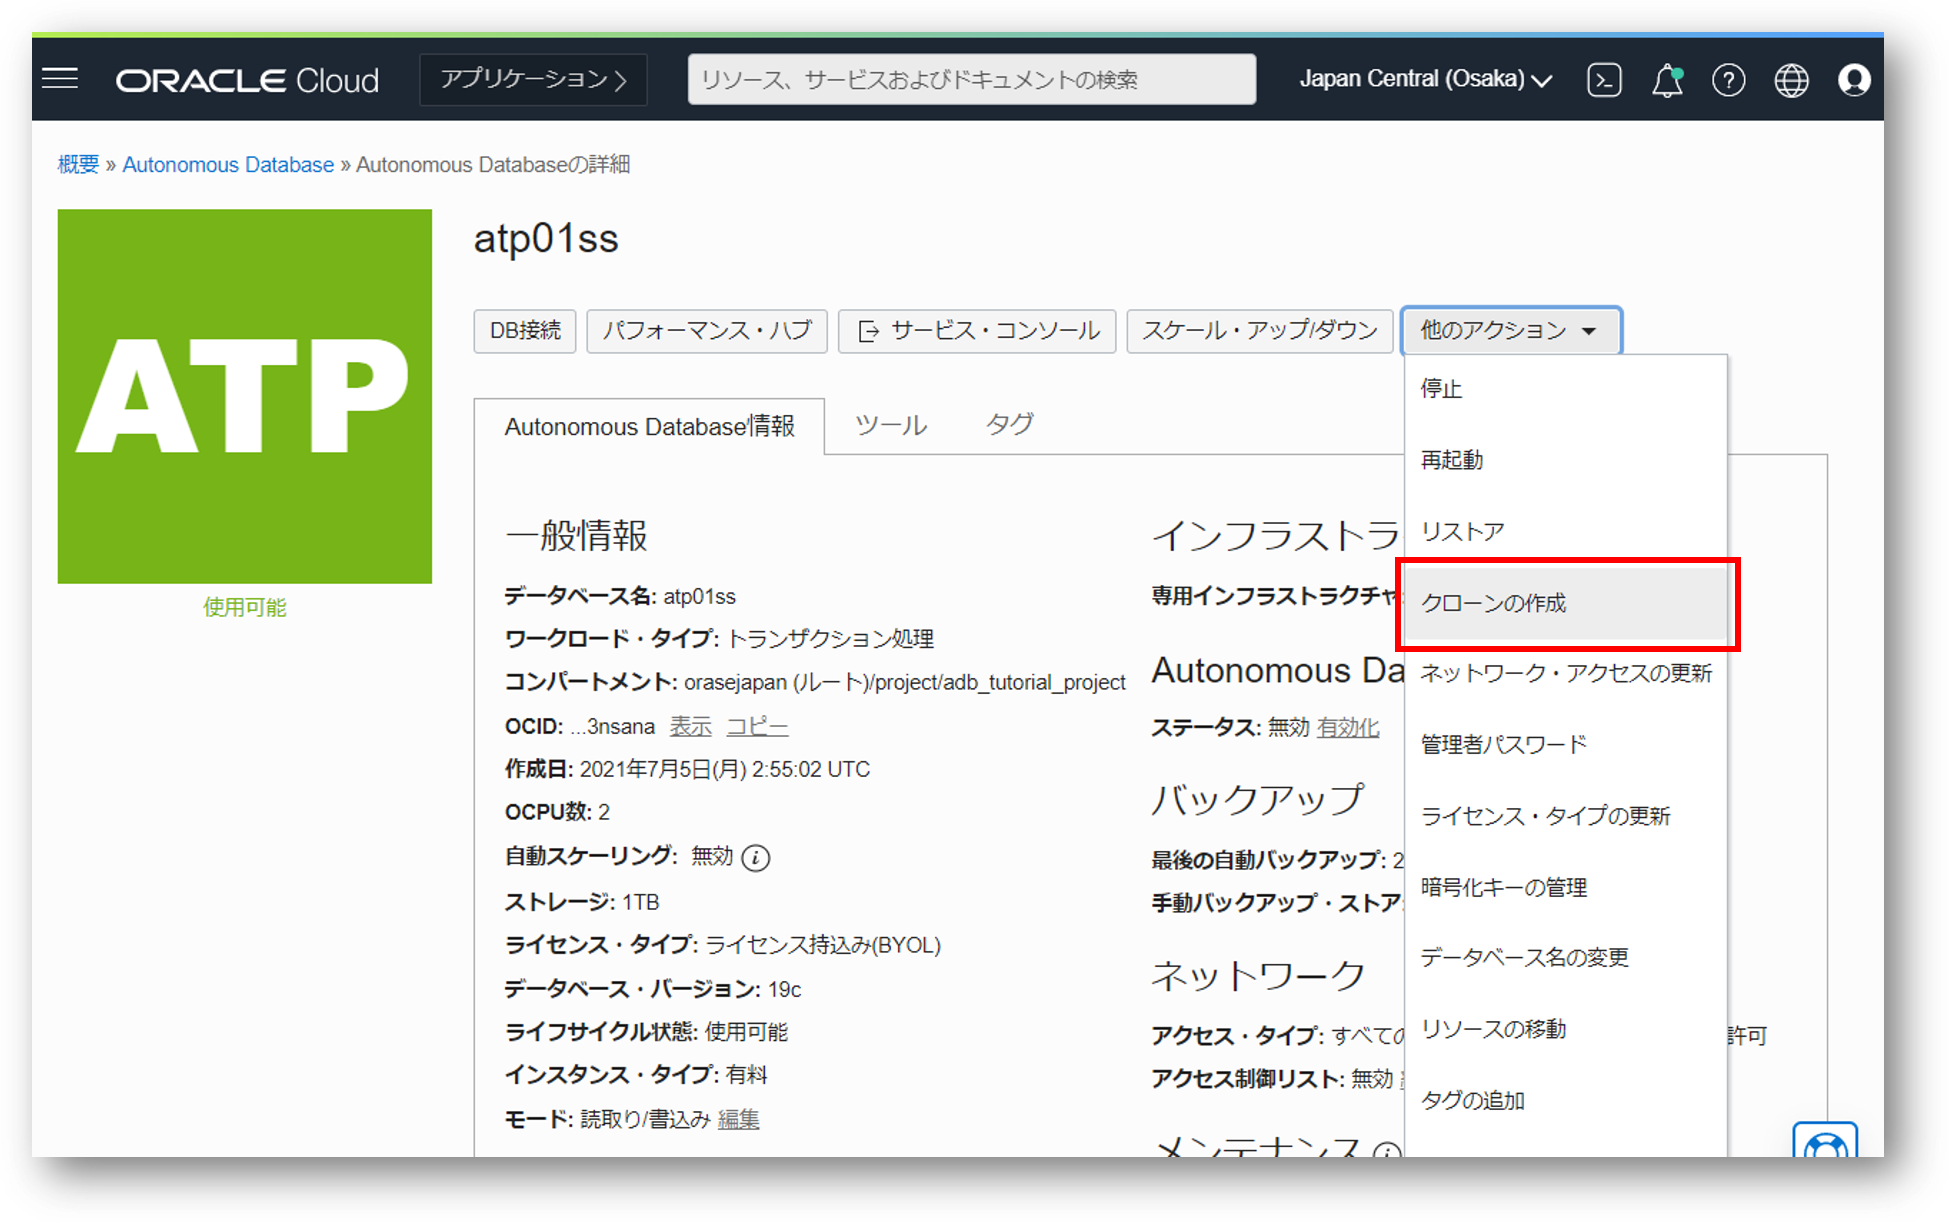 ORACLE Cloud
アプリケーション
リソース、サービスおよびドキュメントの検索
Japan Central (Osaka)
概要 » Autonomous Database » Autonomous Databaseの詳細
ATP
使用可能
atp01ss
DB接続
パフォーマンス・ハブ
サービス・コンソール
スケール・アップ/ダウン
他のアクション
停止
再起動
リストア
クローンの作成
ネットワーク・アクセスの更新
管理者パスワード
ライセンス・タイプの更新
暗号化キーの管理
データベース名の変更
リソースの移動
タグの追加
Autonomous Database情報
ツール
タグ
一般情報
データベース名: atp01ss
ワークロード・タイプ: トランザクション処理
コンパートメント: orasejapan (ルート)/project/adb_tutorial_project
OCID: ...3nsana 表示 コピー
作成日: 2021年7月5日(月) 2:55:02 UTC
OCPU数: 2
自動スケーリング: 無効
ストレージ: 1TB
ライセンス・タイプ: ライセンス持込み(BYOL)
データベース・バージョン: 19c
ライフサイクル状態: 使用可能
インスタンス・タイプ: 有料
モード: 読取り/書込み 編集
インフラストラ
専用インフラストラクチャ
Autonomous Da
ステータス: 無効 有効化
バックアップ
最後の自動バックアップ: 2
手動バックアップ・ストア
ネットワーク
アクセス・タイプ: すべての
許可
アクセス制御リスト: 無効
メンテナンス